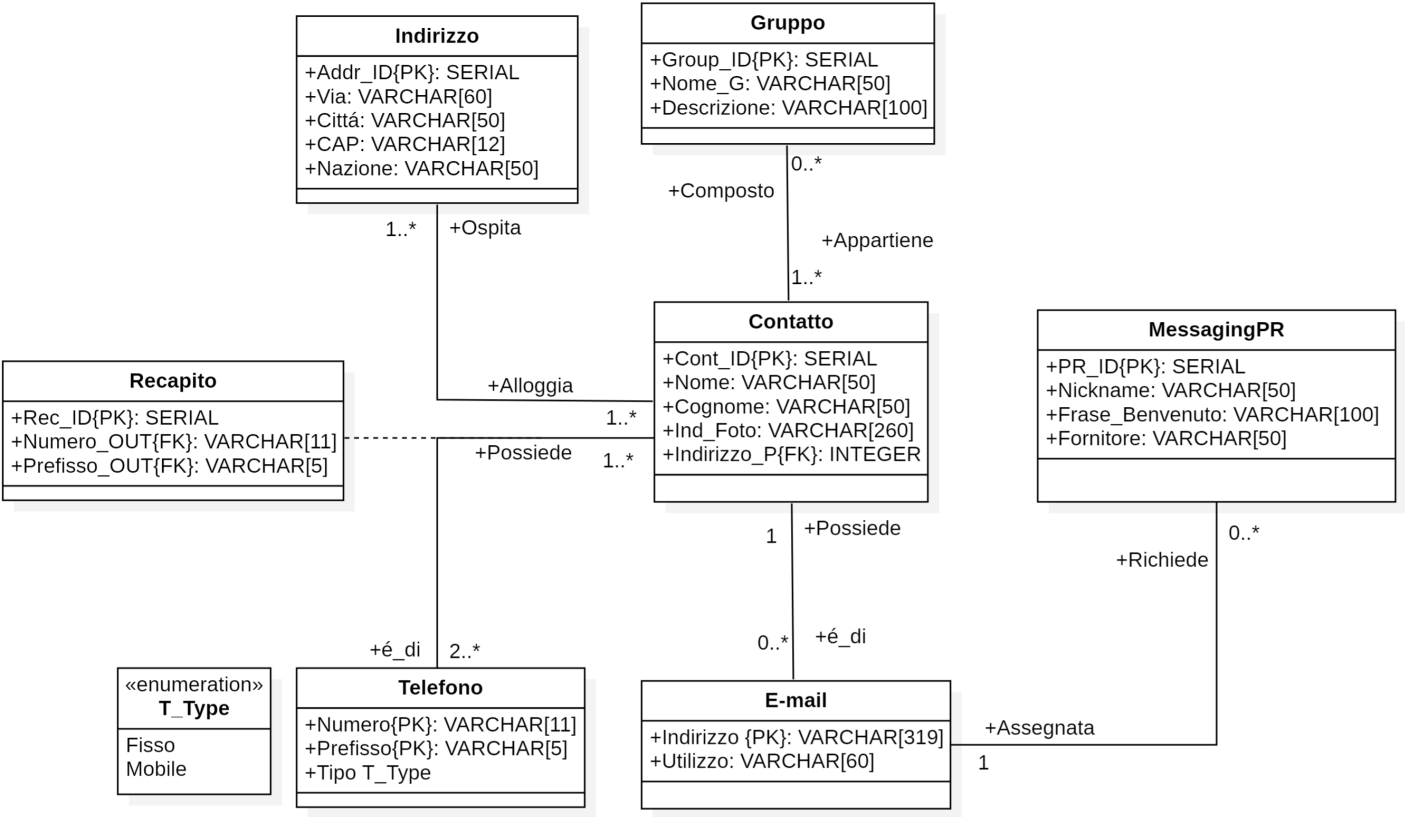 Indirizzo
+Addr_ID{PK}: SERIAL
+Via: VARCHAR[60]
+Cittá: VARCHAR[50]
+CAP: VARCHAR[12]
+Nazione: VARCHAR[50]
Gruppo
+Group_ID{PK}: SERIAL
+Nome_G: VARCHAR[50]
+Descrizione: VARCHAR[100]
1..*
+Ospita
0..*
+Composto
+Appartiene
1..*
+Alloggia
1..*
Recapito
+Rec_ID{PK}: SERIAL
+Numero_OUT{FK}: VARCHAR[11]
+Prefisso_OUT{FK}: VARCHAR[5]
+Possiede
1..*
Contatto
+Cont_ID{PK}: SERIAL
+Nome: VARCHAR[50]
+Cognome: VARCHAR[50]
+Ind_Foto: VARCHAR[260]
+Indirizzo_P{FK}: INTEGER
MessagingPR
+PR_ID{PK}: SERIAL
+Nickname: VARCHAR[50]
+Frase_Benvenuto: VARCHAR[100]
+Fornitore: VARCHAR[50]
1
+Possiede
0..*
+Richiede
+é_di
2..*
0..*
+é_di
«enumeration»
T_Type
Fisso
Mobile
Telefono
+Numero{PK}: VARCHAR[11]
+Prefisso{PK}: VARCHAR[5]
+Tipo T_Type
E-mail
+Indirizzo {PK}: VARCHAR[319]
+Utilizzo: VARCHAR[60]
+Assegnata
1